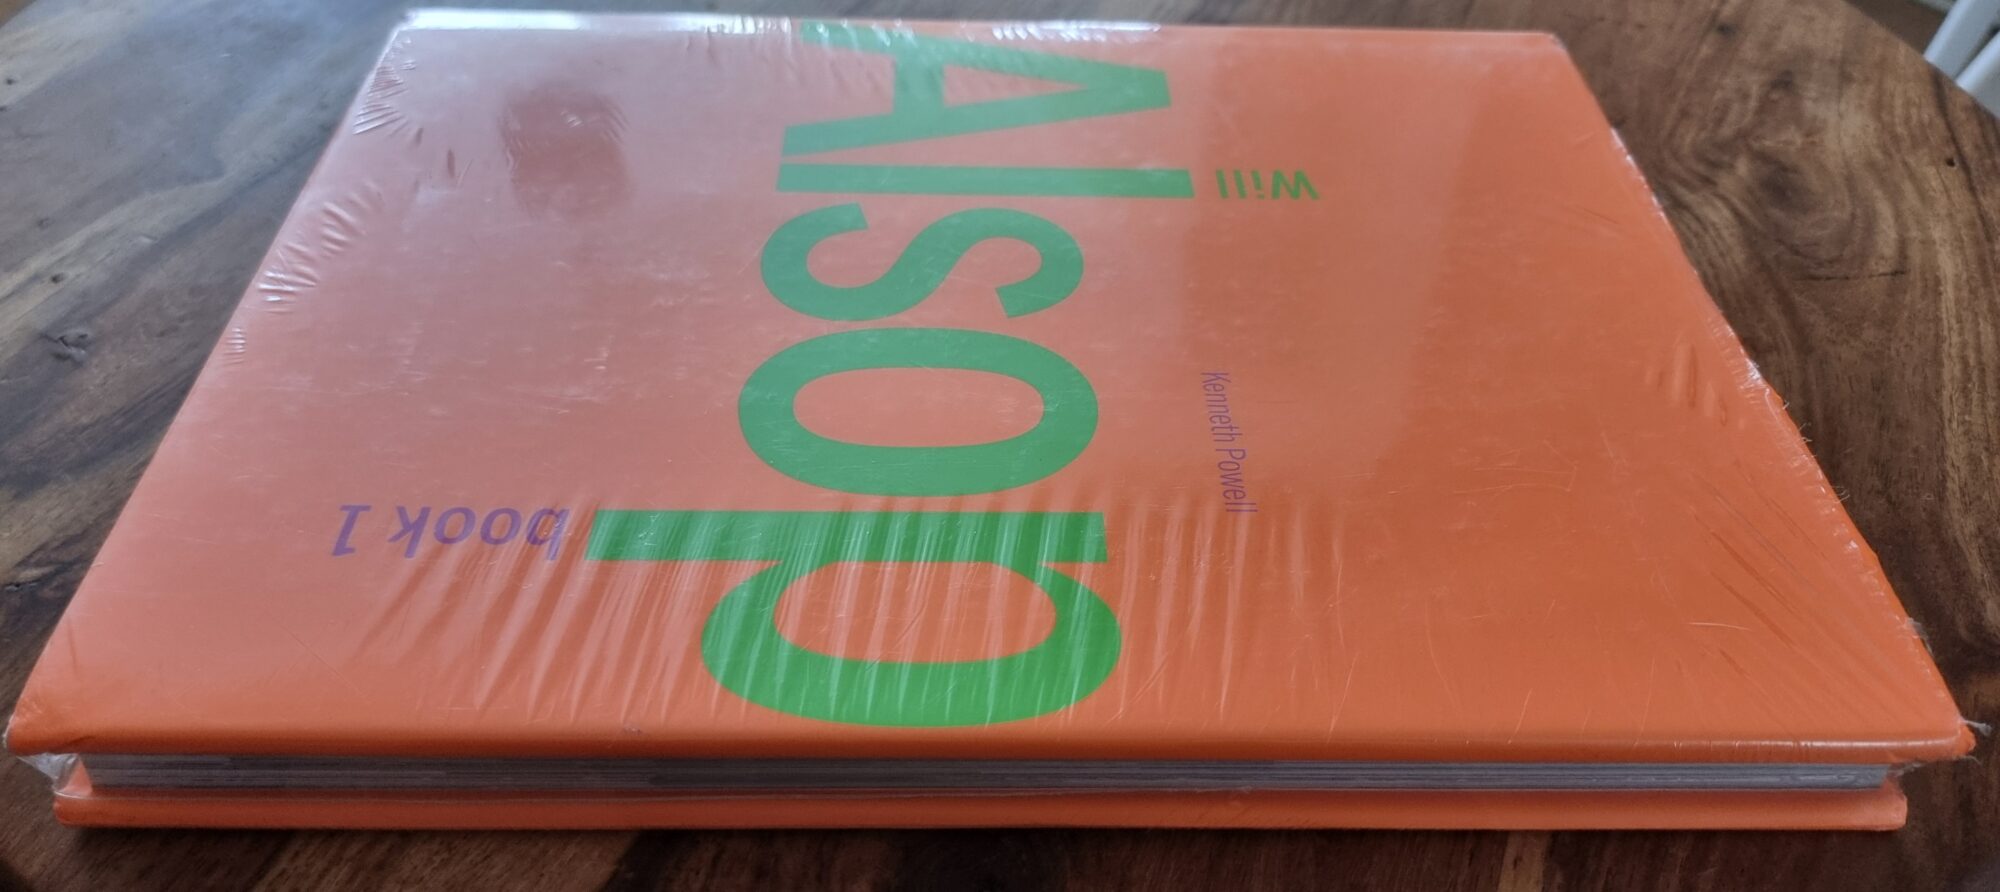 Will
Kenneth Powell
Alsop
book 1